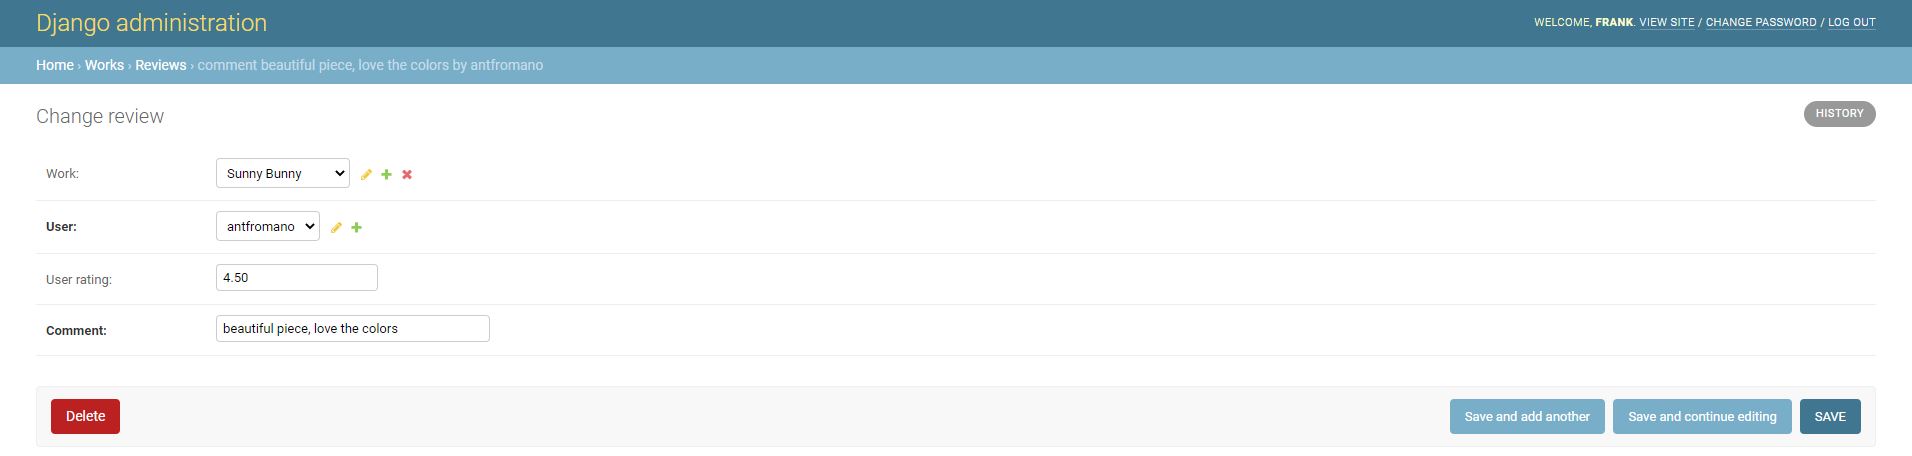 Django administration
WELCOME, FRANK. VIEW SITE / CHANGE PASSWORD / LOG OUT
Home › Works › Reviews › comment beautiful piece, love the colors by antfromano
Change review
HISTORY
Work: Sunny Bunny
User: antfromano
User rating: 4.50
Comment: beautiful piece, love the colors
Delete Save and add another Save and continue editing SAVE